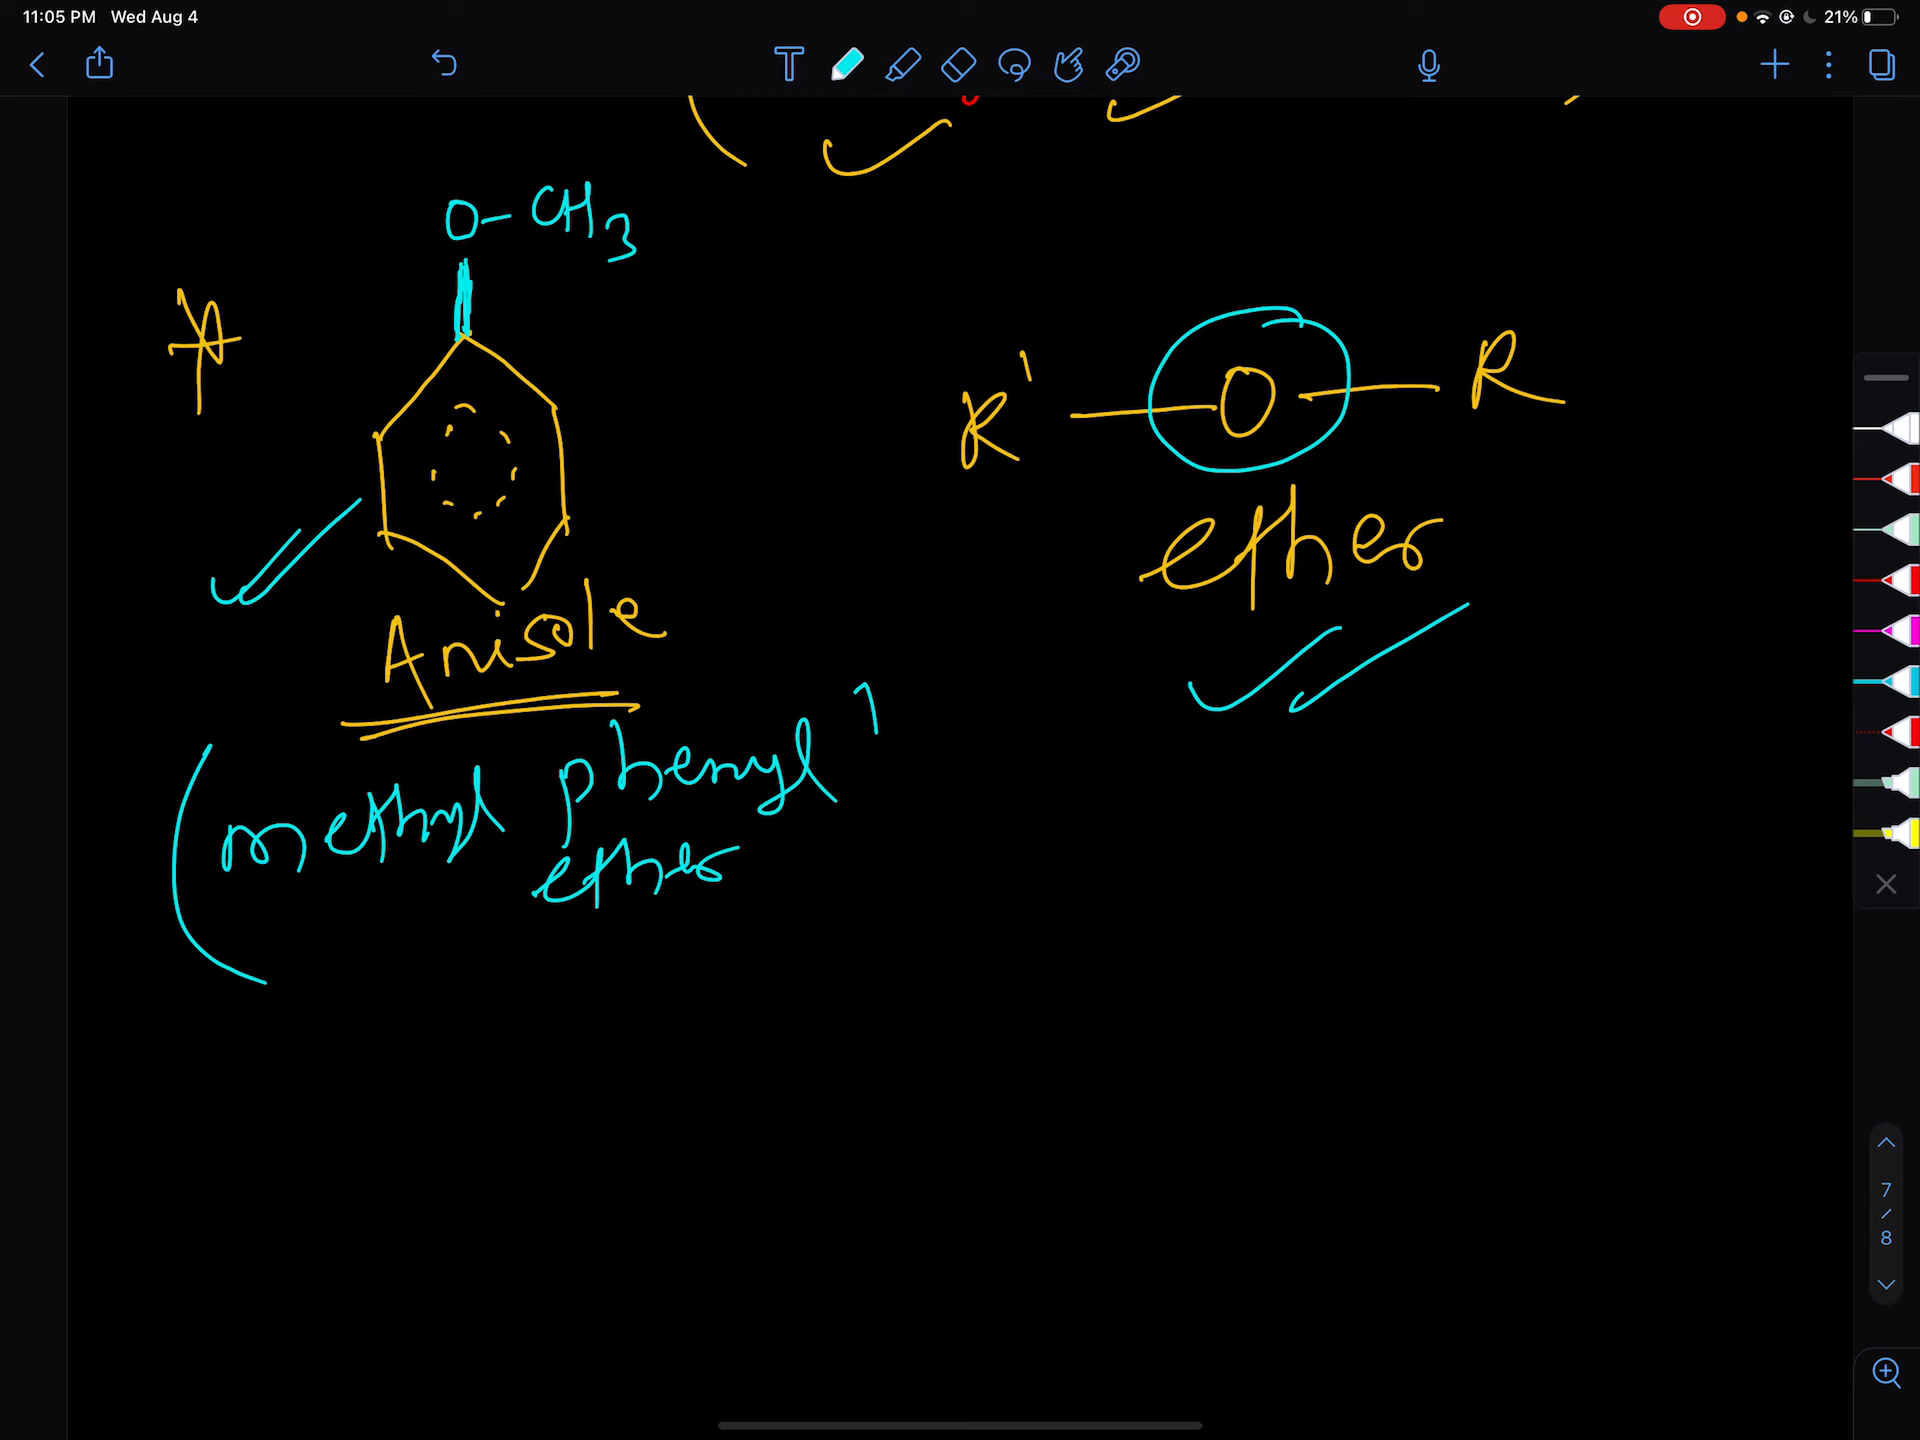 11:05 PM Wed Aug 4
21%
O-CH3
R' O R
ether
Anisole
(methyl phenyl
ether
7
/
8